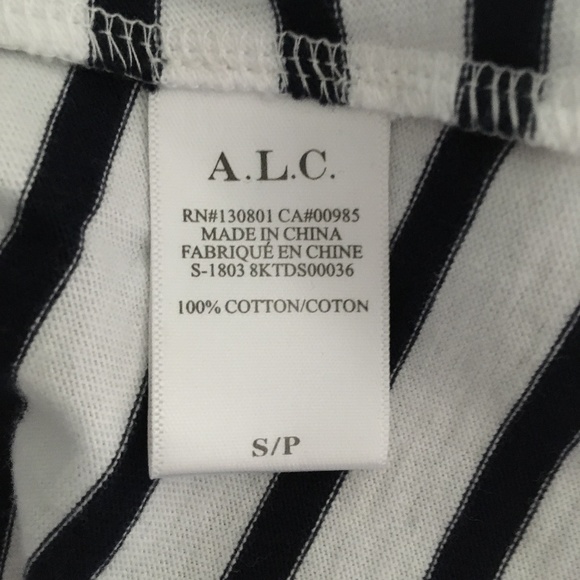 A.L.C.
RN#130801 CA#00985
MADE IN CHINA
FABRIQUÉ EN CHINE
S-1803 8KTDS00036
100% COTTON/COTON
S/P